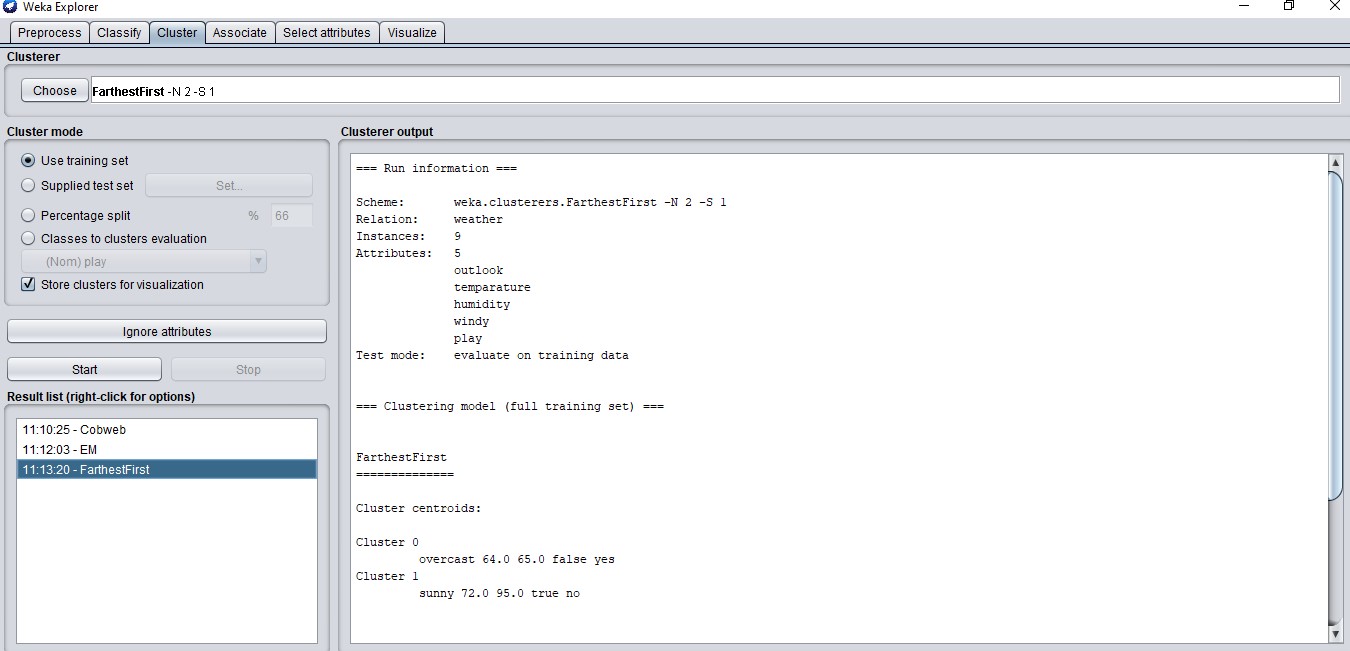 Weka Explorer
Preprocess Classify Cluster Associate Select attributes Visualize
Clusterer
Choose FarthestFirst -N 2 -S 1
Cluster mode
Use training set
Supplied test set Set...
Percentage split % 66
Classes to clusters evaluation
(Nom) play
Store clusters for visualization
Ignore attributes
Start Stop
Result list (right-click for options)
11:10:25 - Cobweb
11:12:03 - EM
11:13:20 - FarthestFirst
Clusterer output
=== Run information ===
Scheme: weka.clusterers.FarthestFirst -N 2 -S 1
Relation: weather
Instances: 9
Attributes: 5
outlook
temparature
humidity
windy
play
Test mode: evaluate on training data
=== Clustering model (full training set) ===
FarthestFirst
==============
Cluster centroids:
Cluster 0
overcast 64.0 65.0 false yes
Cluster 1
sunny 72.0 95.0 true no